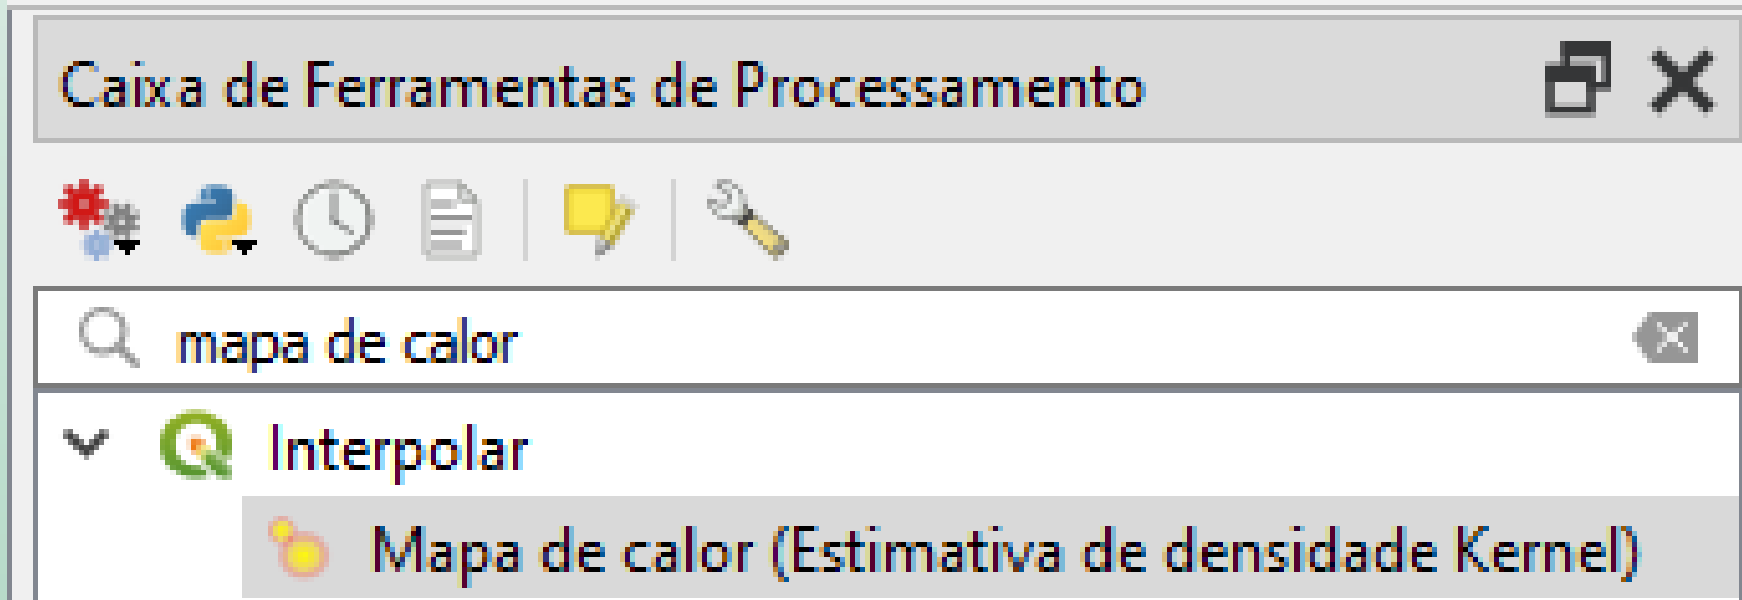 Caixa de Ferramentas de Processamento
mapa de calor
Interpolar
Mapa de calor (Estimativa de densidade Kernel)